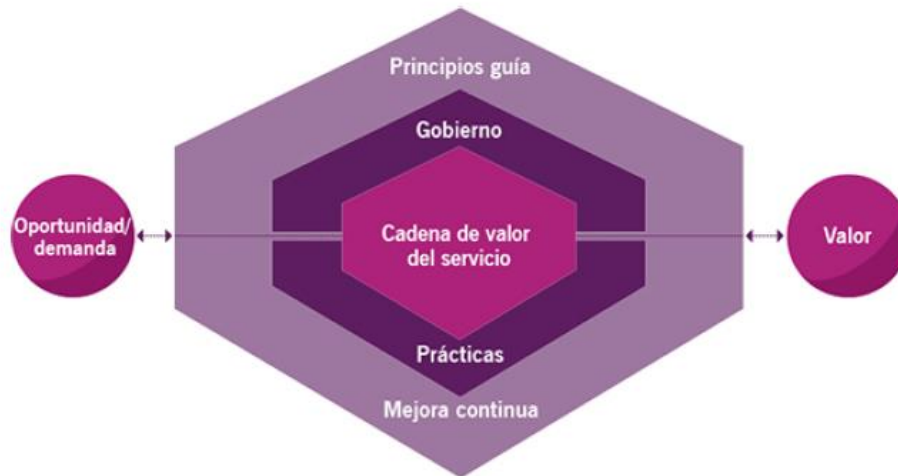 Principios guía
Gobierno
Oportunidad/
demanda
Cadena de valor
del servicio
Valor
Prácticas
Mejora continua